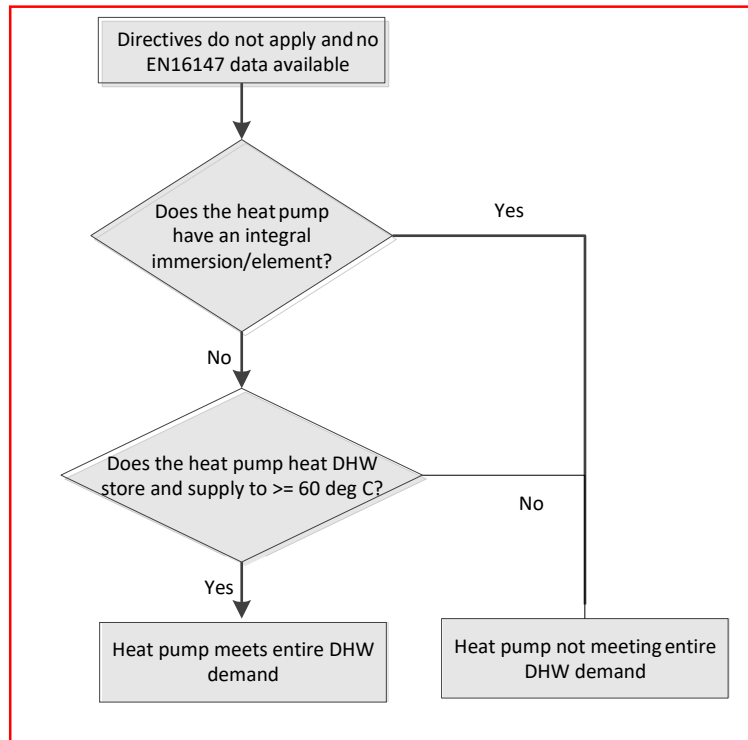 Directives do not apply and no
EN16147 data available
Does the heat pump
have an integral
immersion/element?
Yes
No
Does the heat pump heat DHW
store and supply to >= 60 deg C?
No
Yes
Heat pump meets entire DHW
demand
Heat pump not meeting entire
DHW demand